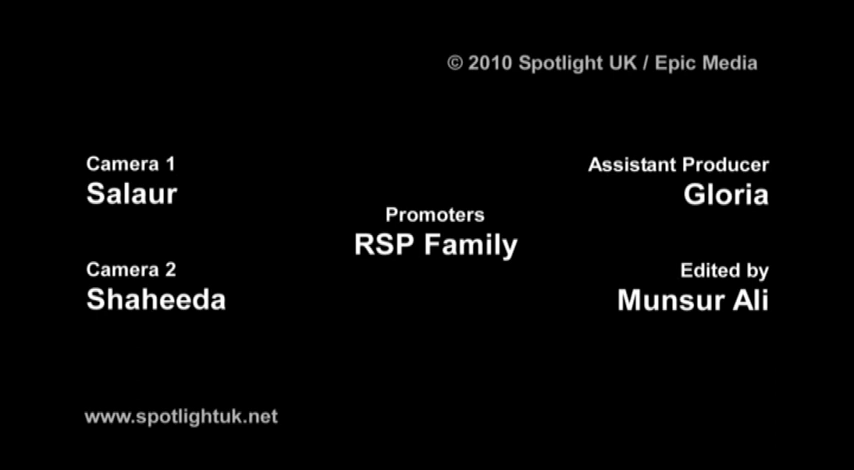 © 2010 Spotlight UK / Epic Media
Camera 1
Salaur
Assistant Producer
Gloria
Promoters
RSP Family
Camera 2
Shaheeda
Edited by
Munsur Ali
www.spotlightuk.net